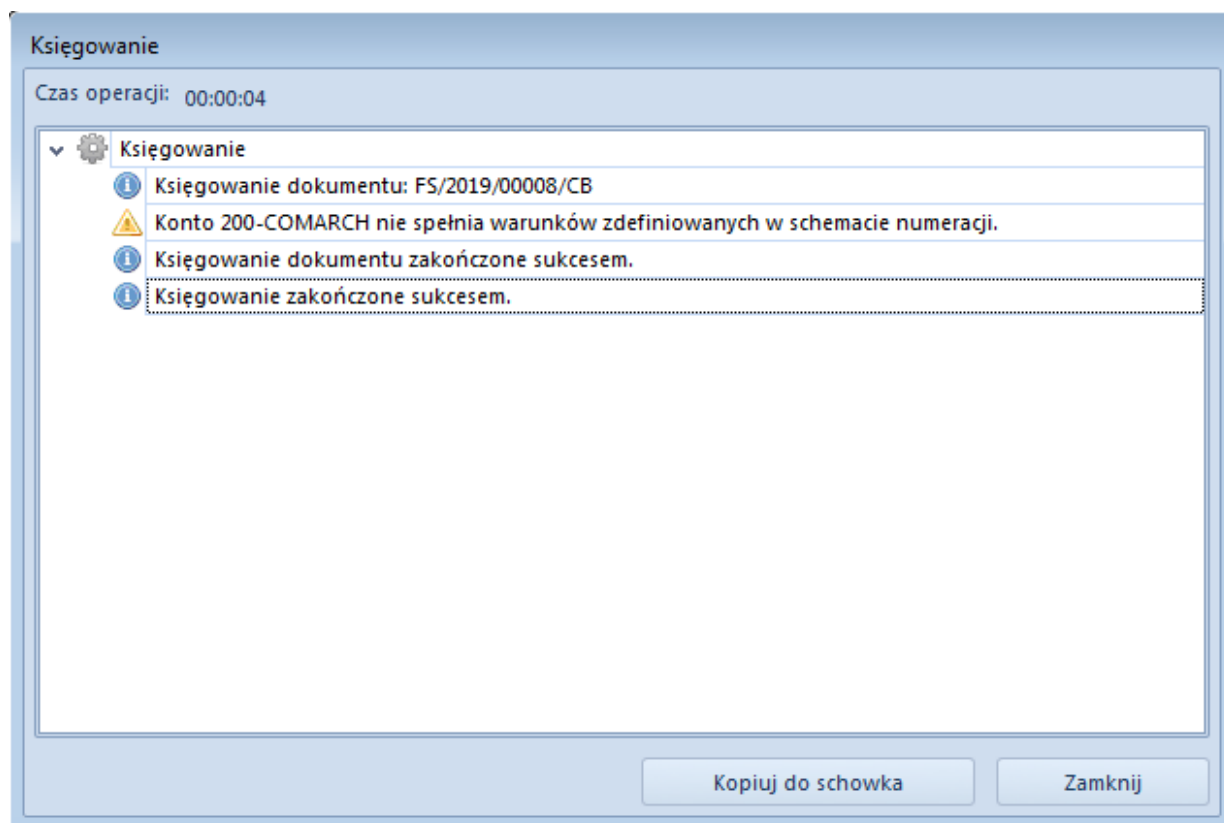 Księgowanie
Czas operacji: 00:00:04
Księgowanie
Księgowanie dokumentu: FS/2019/00008/CB
Konto 200-COMARCH nie spełnia warunków zdefiniowanych w schemacie numeracji.
Księgowanie dokumentu zakończone sukcesem.
Księgowanie zakończone sukcesem.
Kopiuj do schowka
Zamknij